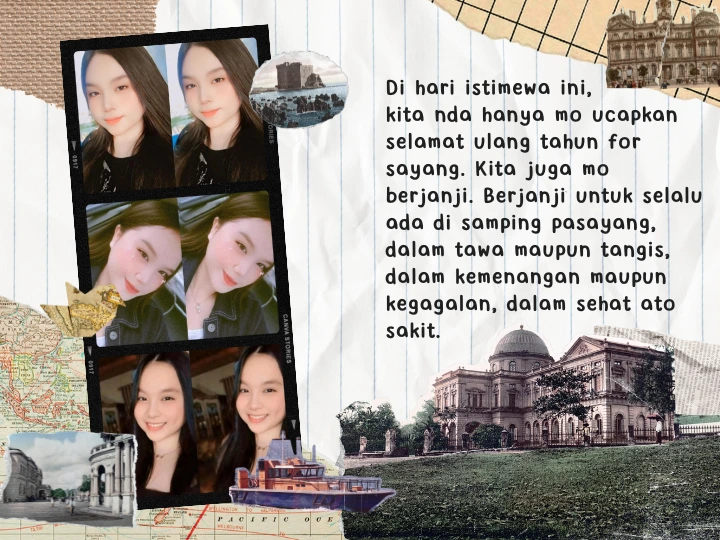 Di hari istimewa ini,
kita nda hanya mo ucapkan
selamat ulang tahun for
sayang. Kita juga mo
berjanji. Berjanji untuk selalu
ada di samping pasayang,
dalam tawa maupun tangis,
dalam kemenangan maupun
kegagalan, dalam sehat ato
sakit.
CANVA STORIES
PACIFIC OCE